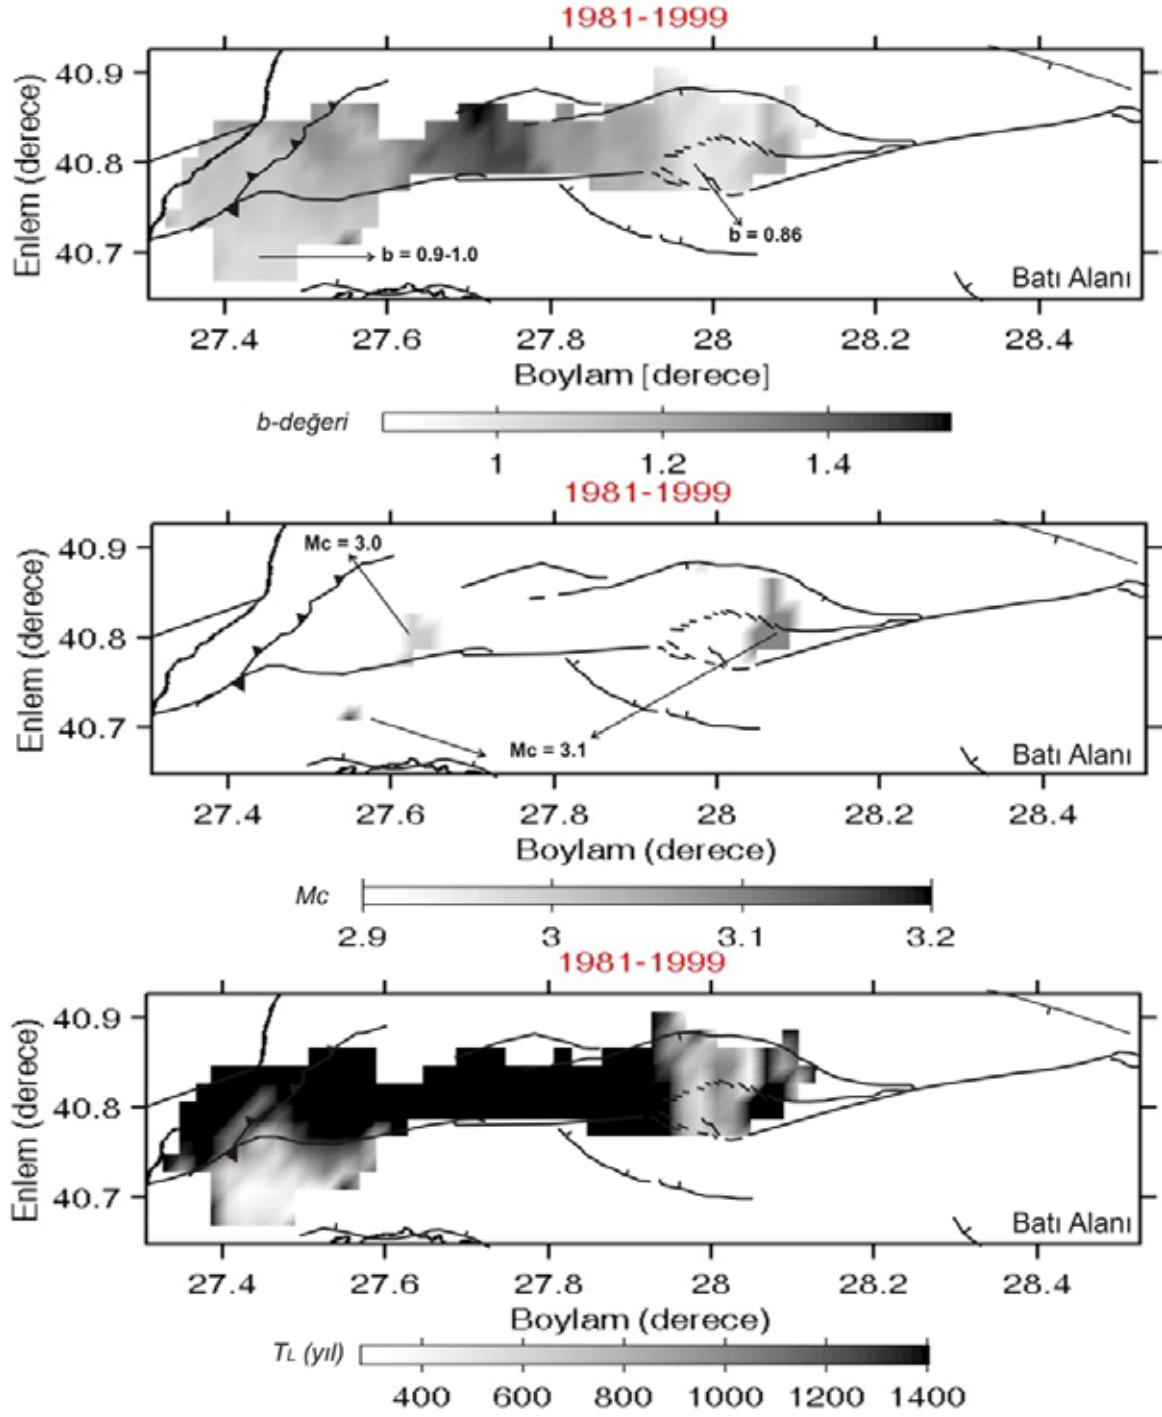 1981-1999
40.9
40.8
40.7
Enlem (derece)
b = 0.86
b = 0.9-1.0
Batı Alanı
27.4 27.6 27.8 28 28.2 28.4
Boylam [derece]
b-değeri
1 1.2 1.4
1981-1999
40.9
40.8
40.7
Enlem (derece)
Mc = 3.0
Mc = 3.1
Batı Alanı
27.4 27.6 27.8 28 28.2 28.4
Boylam (derece)
Mc
2.9 3 3.1 3.2
1981-1999
40.9
40.8
40.7
Enlem (derece)
Batı Alanı
27.4 27.6 27.8 28 28.2 28.4
Boylam (derece)
TL (yıl)
400 600 800 1000 1200 1400